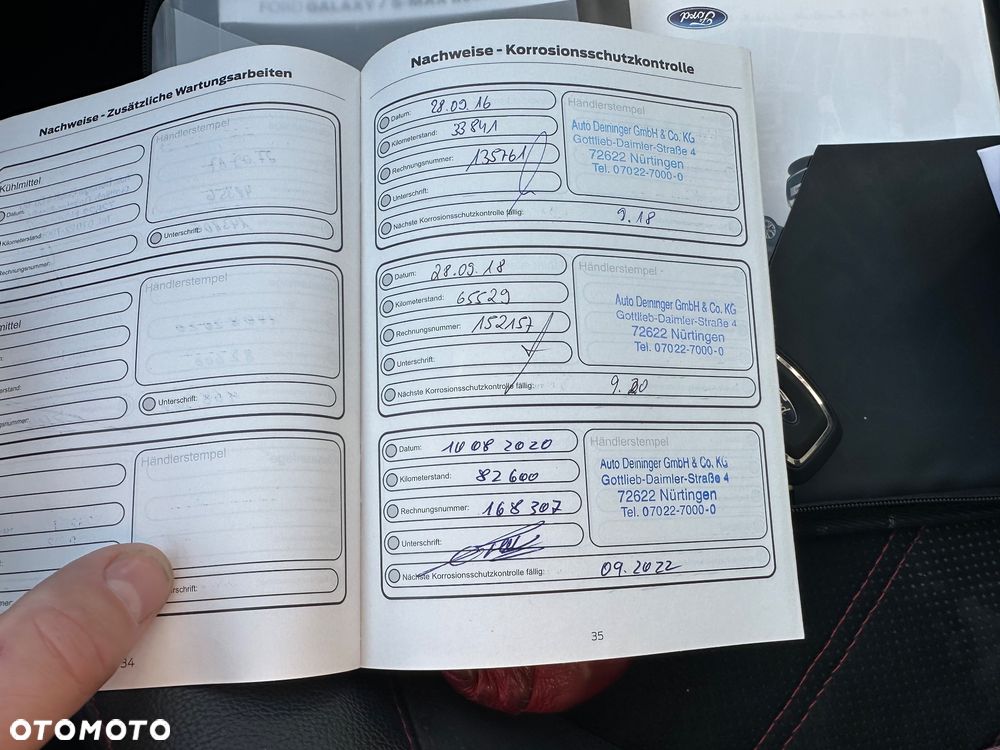 FORD GALAXY / S-MAX
Ford
Nachweise - Zusätzliche Wartungsarbeiten
Kühlmittel
Datum:
Kilometerstand:
Rechnungsnummer:
Händlerstempel
Unterschrift:
Händlerstempel
Unterschrift:
Händlerstempel
34
Nachweise - Korrosionsschutzkontrolle
Datum: 28.09.16
Kilometerstand: 33841
Rechnungsnummer: 135761
Unterschrift:
Nächste Korrosionsschutzkontrolle fällig: 9.18
Händlerstempel
Auto Deininger GmbH & Co. KG
Gottlieb-Daimler-Straße 4
72622 Nürtingen
Tel. 07022-7000-0
Datum: 28.09.18
Kilometerstand: 65529
Rechnungsnummer: 152157
Unterschrift:
Nächste Korrosionsschutzkontrolle fällig: 9.20
Händlerstempel
Auto Deininger GmbH & Co. KG
Gottlieb-Daimler-Straße 4
72622 Nürtingen
Tel. 07022-7000-0
Datum: 10 08 2020
Kilometerstand: 82600
Rechnungsnummer: 168307
Unterschrift:
Nächste Korrosionsschutzkontrolle fällig: 09.2022
Händlerstempel
Auto Deininger GmbH & Co. KG
Gottlieb-Daimler-Straße 4
72622 Nürtingen
Tel. 07022-7000-0
35
OTOMOTO